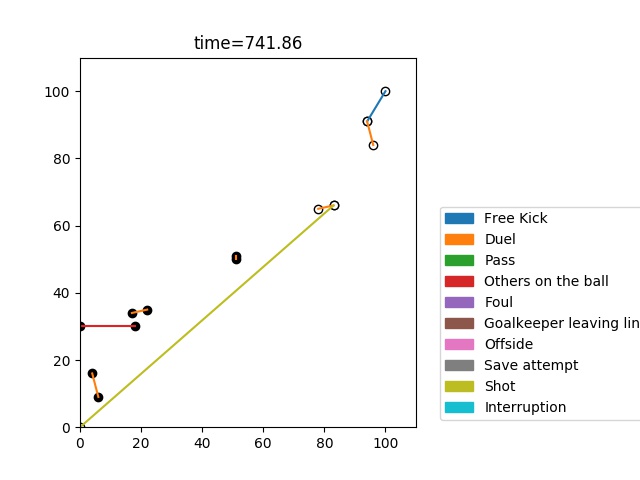 time=741.86
100
80
60
40
20
0
0 20 40 60 80 100
Free Kick
Duel
Pass
Others on the ball
Foul
Goalkeeper leaving lin
Offside
Save attempt
Shot
Interruption